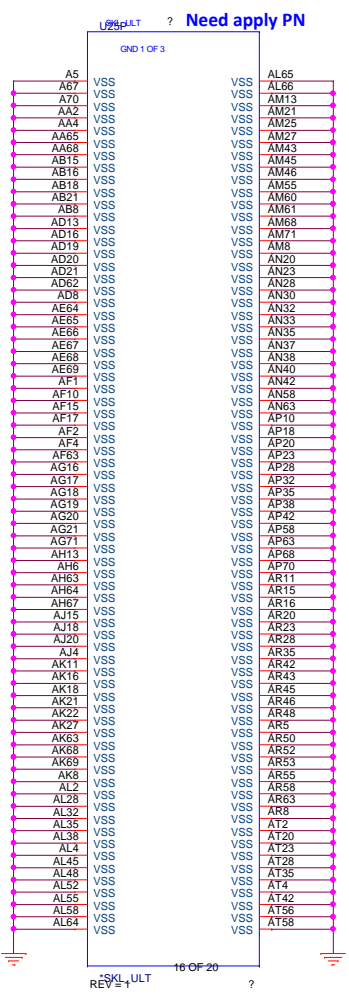 SKL_ULT ? Need apply PN
U25P
GND 1 OF 3
A5 VSS VSS AL65
A67 VSS VSS AL66
A70 VSS VSS AM13
AA2 VSS VSS AM21
AA4 VSS VSS AM25
AA65 VSS VSS AM27
AA68 VSS VSS AM43
AB15 VSS VSS AM45
AB16 VSS VSS AM46
AB18 VSS VSS AM55
AB21 VSS VSS AM60
AB8 VSS VSS AM61
AD13 VSS VSS AM68
AD16 VSS VSS AM71
AD19 VSS VSS AM8
AD20 VSS VSS AN20
AD21 VSS VSS AN23
AD62 VSS VSS AN28
AD8 VSS VSS AN30
AE64 VSS VSS AN32
AE65 VSS VSS AN33
AE66 VSS VSS AN35
AE67 VSS VSS AN37
AE68 VSS VSS AN38
AE69 VSS VSS AN40
AF1 VSS VSS AN42
AF10 VSS VSS AN58
AF15 VSS VSS AN63
AF17 VSS VSS AP10
AF2 VSS VSS AP18
AF4 VSS VSS AP20
AF63 VSS VSS AP23
AG16 VSS VSS AP28
AG17 VSS VSS AP32
AG18 VSS VSS AP35
AG19 VSS VSS AP38
AG20 VSS VSS AP42
AG21 VSS VSS AP58
AG71 VSS VSS AP63
AH13 VSS VSS AP68
AH6 VSS VSS AP70
AH63 VSS VSS AR11
AH64 VSS VSS AR15
AH67 VSS VSS AR16
AJ15 VSS VSS AR20
AJ18 VSS VSS AR23
AJ20 VSS VSS AR28
AJ4 VSS VSS AR35
AK11 VSS VSS AR42
AK16 VSS VSS AR43
AK18 VSS VSS AR45
AK21 VSS VSS AR46
AK22 VSS VSS AR48
AK27 VSS VSS AR5
AK63 VSS VSS AR50
AK68 VSS VSS AR52
AK69 VSS VSS AR53
AK8 VSS VSS AR55
AL2 VSS VSS AR58
AL28 VSS VSS AR63
AL32 VSS VSS AR8
AL35 VSS VSS AT2
AL38 VSS VSS AT20
AL4 VSS VSS AT23
AL45 VSS VSS AT28
AL48 VSS VSS AT35
AL52 VSS VSS AT4
AL55 VSS VSS AT42
AL58 VSS VSS AT56
AL64 VSS VSS AT58
16 OF 20
*SKL_ULT
REV = 1 ?